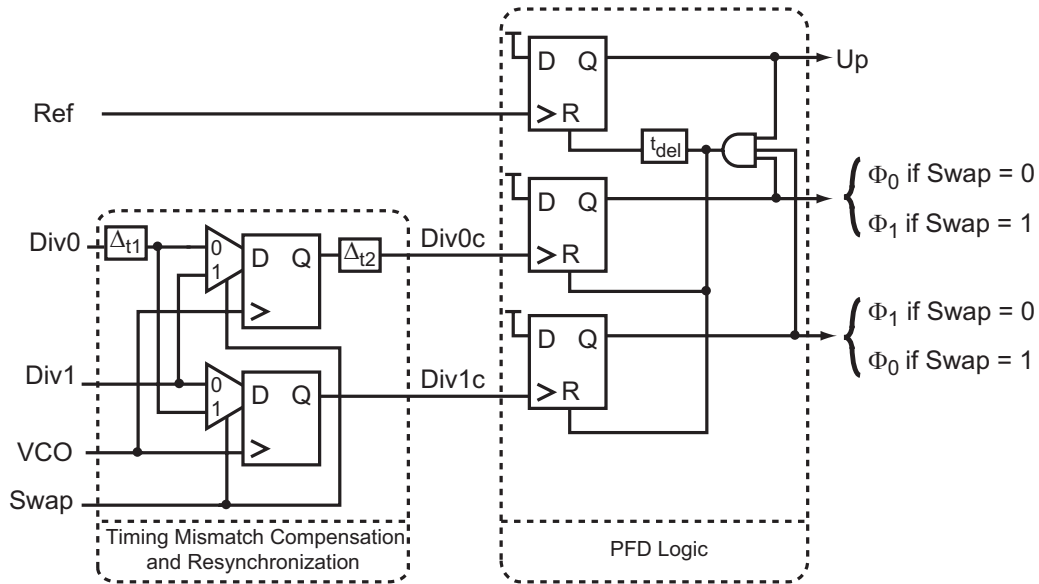 D Q
R
Up
Ref
t_del
D Q
R
Φ0 if Swap = 0
Φ1 if Swap = 1
Div0
Δt1
0
1
D Q
Δt2
Div0c
D Q
R
Φ1 if Swap = 0
Φ0 if Swap = 1
Div1
0
1
D Q
Div1c
VCO
Swap
Timing Mismatch Compensation
and Resynchronization
PFD Logic